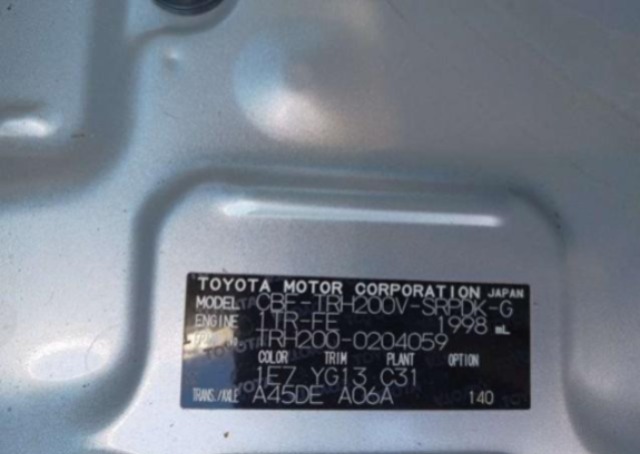 TOYOTA MOTOR CORPORATION JAPAN
MODEL CBF-TRH200V-SRPDK-G
ENGINE 1TR-FE 1998 mL
TRH200-0204059
COLOR TRIM PLANT OPTION
1E7 YG13 C31
TRANS./AXLE A45DE A06A 140